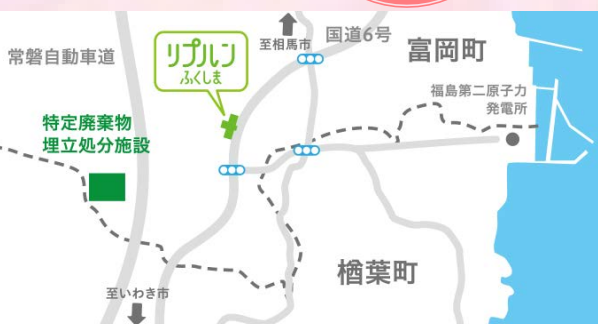 至相馬市
国道6号
富岡町
常磐自動車道
リプルン
ふくしま
福島第二原子力
発電所
特定廃棄物
埋立処分施設
楢葉町
至いわき市